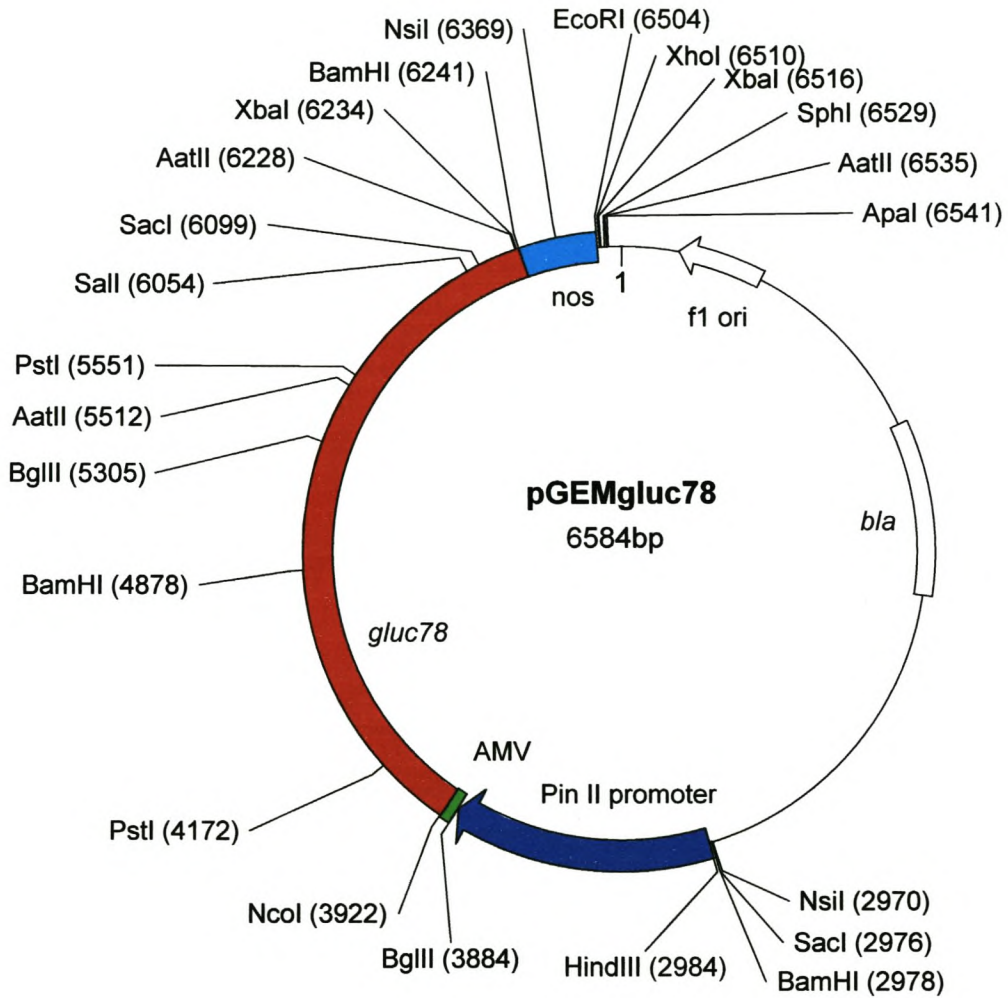 NsiI (6369)
EcoRI (6504)
BamHI (6241)
XhoI (6510)
XbaI (6516)
XbaI (6234)
SphI (6529)
AatII (6228)
AatII (6535)
SacI (6099)
ApaI (6541)
SalI (6054)
nos
1
f1 ori
PstI (5551)
AatII (5512)
BglII (5305)
pGEMgluc78
6584bp
bla
BamHI (4878)
gluc78
AMV
Pin II promoter
PstI (4172)
NcoI (3922)
BglII (3884)
HindIII (2984)
NsiI (2970)
SacI (2976)
BamHI (2978)